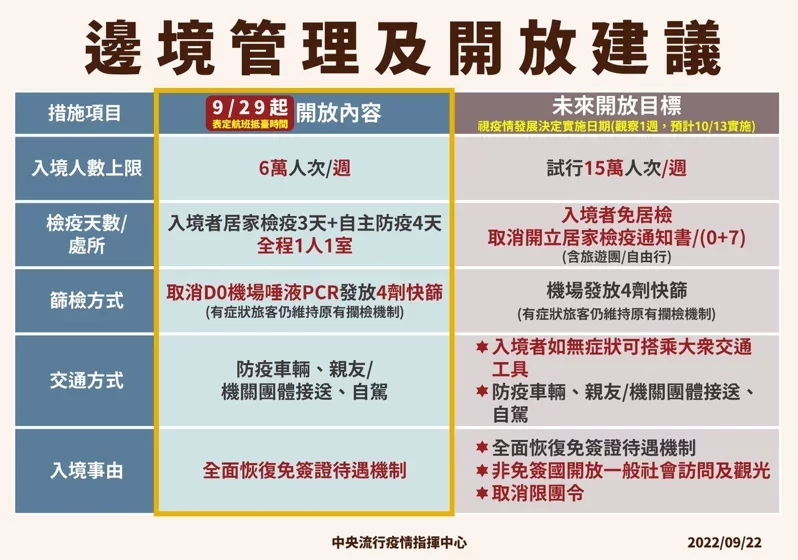 邊境管理及開放建議
措施項目
9/29起 開放內容
表定航班抵臺時間
未來開放目標
視疫情發展決定實施日期(觀察1週，預計10/13實施)
入境人數上限
6萬人次/週
試行15萬人次/週
檢疫天數/
處所
入境者居家檢疫3天+自主防疫4天
全程1人1室
入境者免居檢
取消開立居家檢疫通知書/(0+7)
(含旅遊團/自由行)
篩檢方式
取消D0機場唾液PCR發放4劑快篩
(有症狀旅客仍維持原有攔檢機制)
機場發放4劑快篩
(有症狀旅客仍維持原有攔檢機制)
交通方式
防疫車輛、親友/
機關團體接送、自駕
✶入境者如無症狀可搭乘大眾交通
工具
✶防疫車輛、親友/機關團體接送、
自駕
入境事由
全面恢復免簽證待遇機制
✶全面恢復免簽證待遇機制
✶非免簽國開放一般社會訪問及觀光
✶取消限團令
中央流行疫情指揮中心
2022/09/22